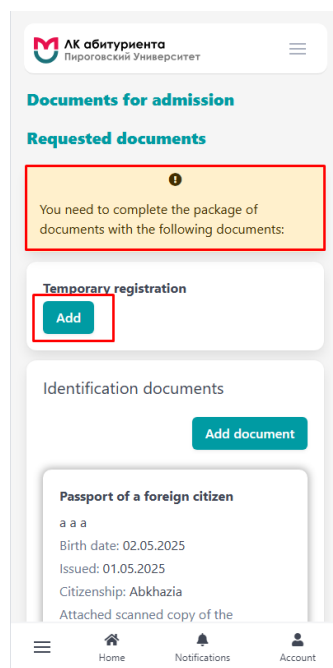 ЛК абитуриента
Пироговский Университет
Documents for admission
Requested documents
You need to complete the package of
documents with the following documents:
Temporary registration
Add
Identification documents
Add document
Passport of a foreign citizen
a a a
Birth date: 02.05.2025
Issued: 01.05.2025
Citizenship: Abkhazia
Attached scanned copy of the
Home
Notifications
Account